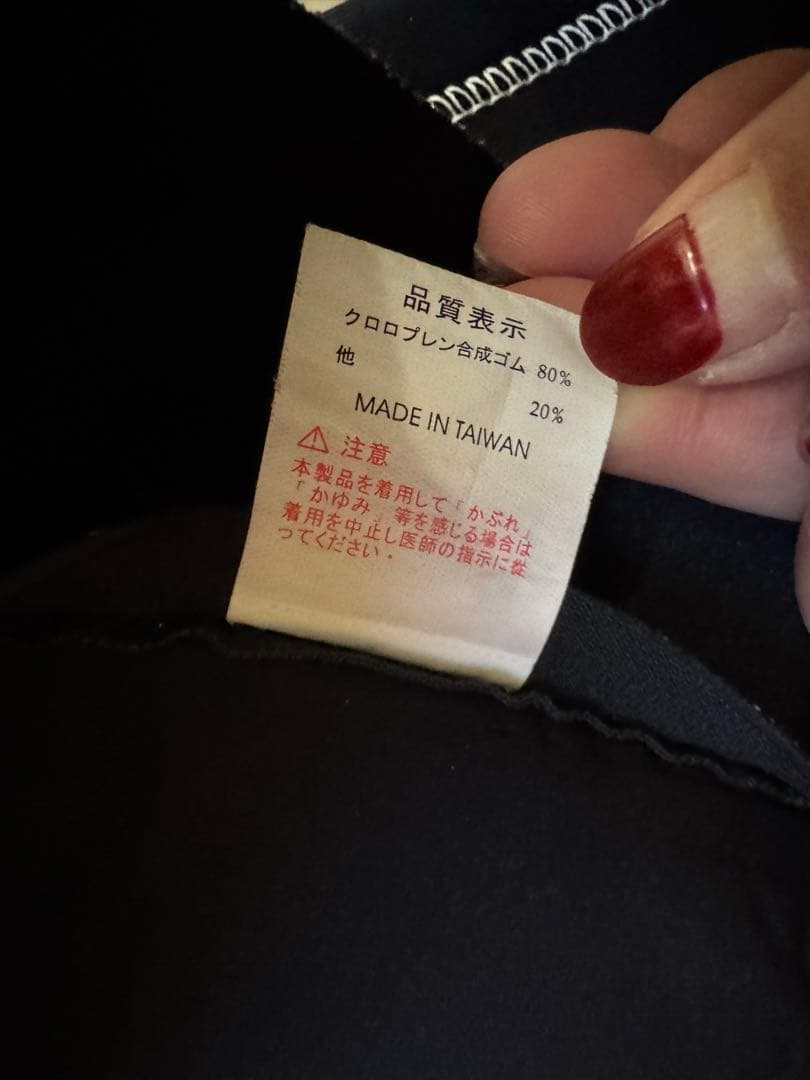 品質表示
クロロプレン合成ゴム 80%
他 20%
MADE IN TAIWAN
注意
本製品を着用して「かぶれ」
「かゆみ」等を感じる場合は
着用を中止し医師の指示に從
ってください。